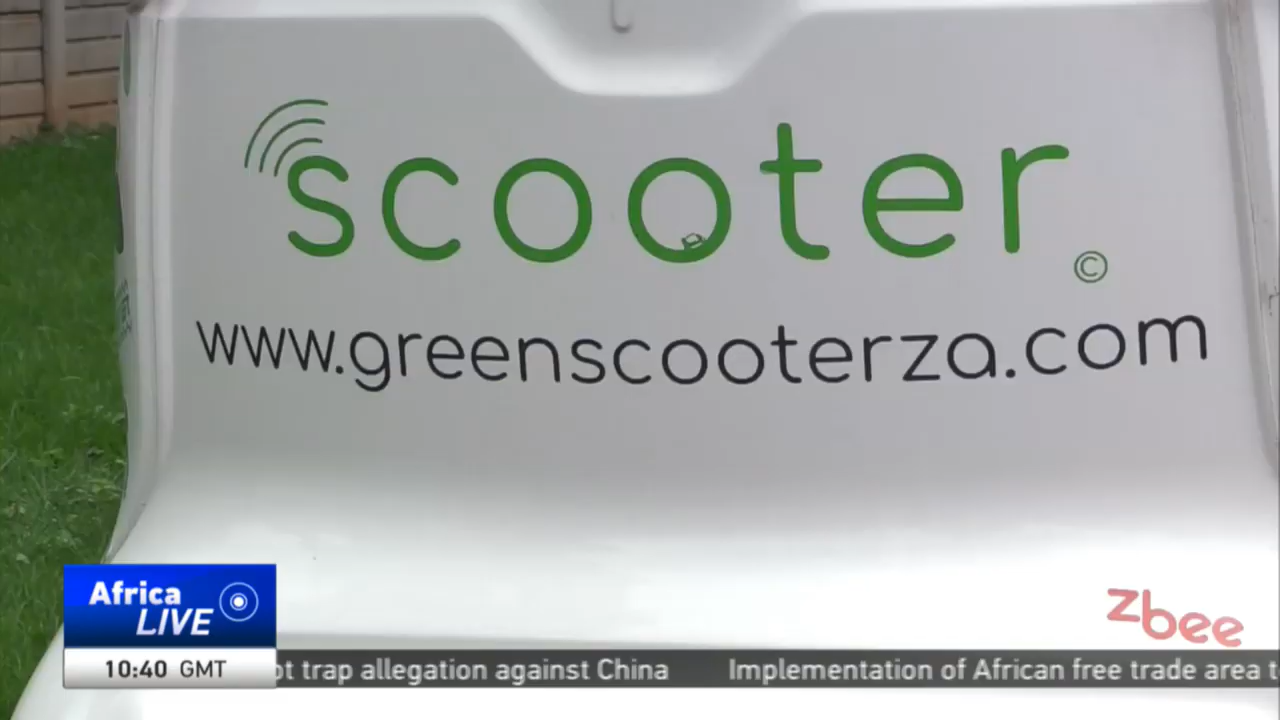 scooter
©
www.greenscooterza.com
zbee
Africa
LIVE
10:40 GMT
trap allegation against China
Implementation of African free trade area